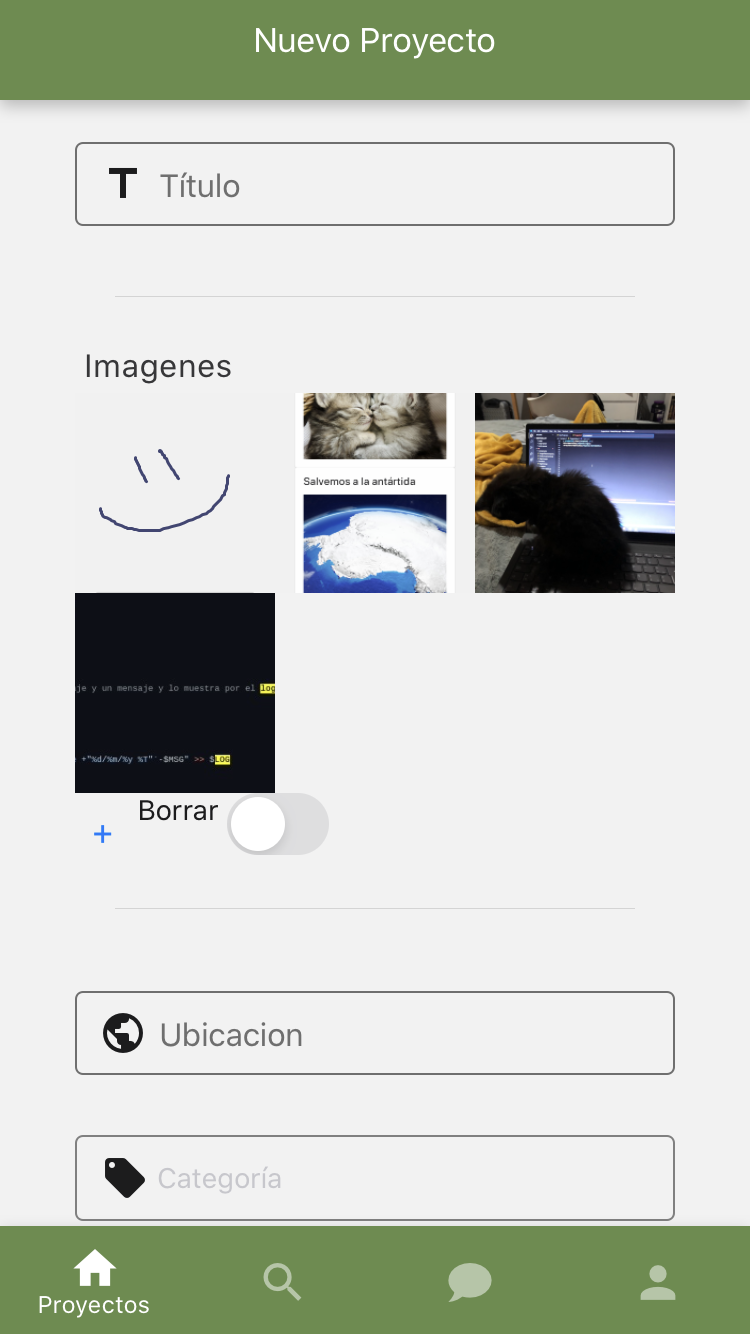 Nuevo Proyecto
Título
Imagenes
Salvemos a la antártida
je y un mensaje y lo muestra por el log
+"%d/%m/%y %T"`-$MSG" >> $LOG
+ Borrar
Ubicacion
Categoría
Proyectos